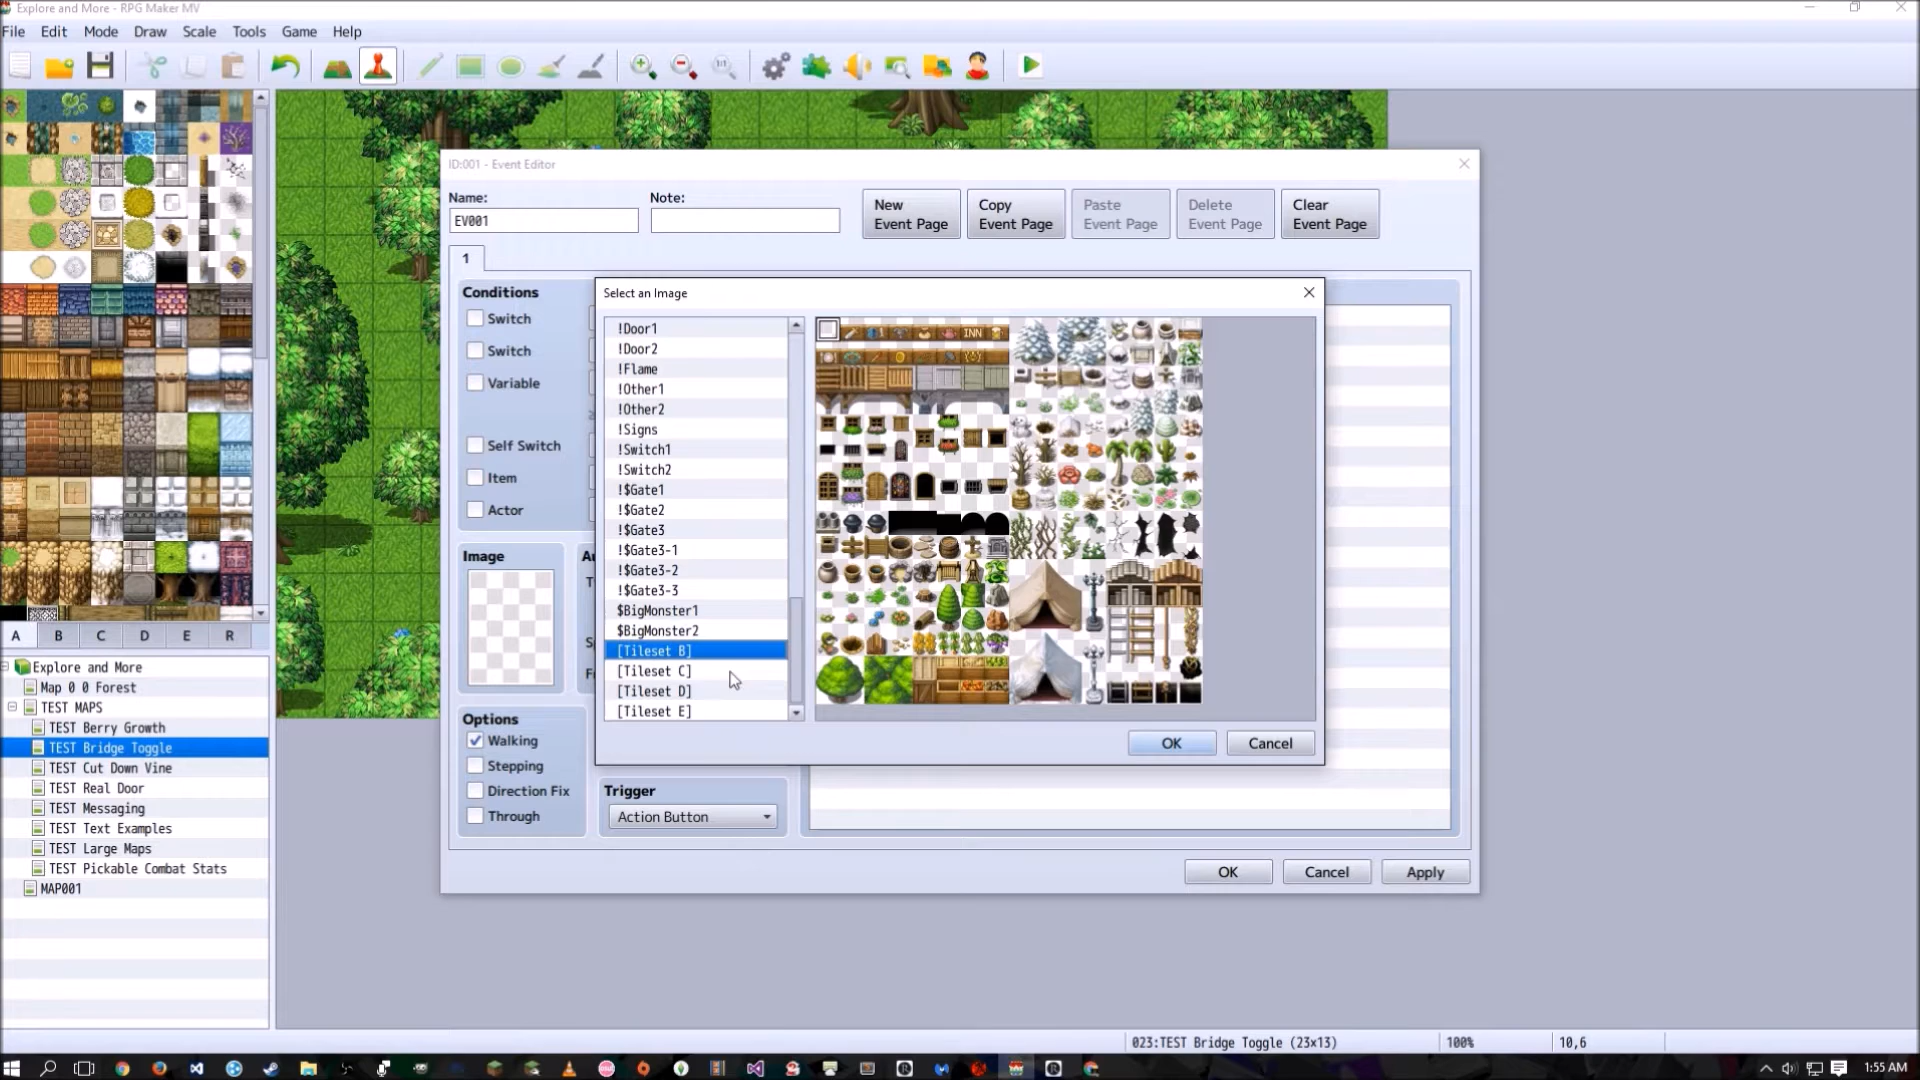 Explore and More - RPG Maker MV
File Edit Mode Draw Scale Tools Game Help
1:1
ID:001 - Event Editor
Name: Note:
EV001
New Event Page
Copy Event Page
Paste Event Page
Delete Event Page
Clear Event Page
1
Conditions
Switch
Switch
Variable
Self Switch
Item
Actor
Image
Options
Walking
Stepping
Direction Fix
Through
Trigger
Action Button
Select an Image
!Door1
!Door2
!Flame
!Other1
!Other2
!Signs
!Switch1
!Switch2
!$Gate1
!$Gate2
!$Gate3
!$Gate3-1
!$Gate3-2
!$Gate3-3
$BigMonster1
$BigMonster2
[Tileset B]
[Tileset C]
[Tileset D]
[Tileset E]
INN
OK Cancel
OK Cancel Apply
A B C D E R
Explore and More
Map 0 0 Forest
TEST MAPS
TEST Berry Growth
TEST Bridge Toggle
TEST Cut Down Vine
TEST Real Door
TEST Messaging
TEST Text Examples
TEST Large Maps
TEST Pickable Combat Stats
MAP001
023:TEST Bridge Toggle (23x13) 100% 10,6
1:55 AM